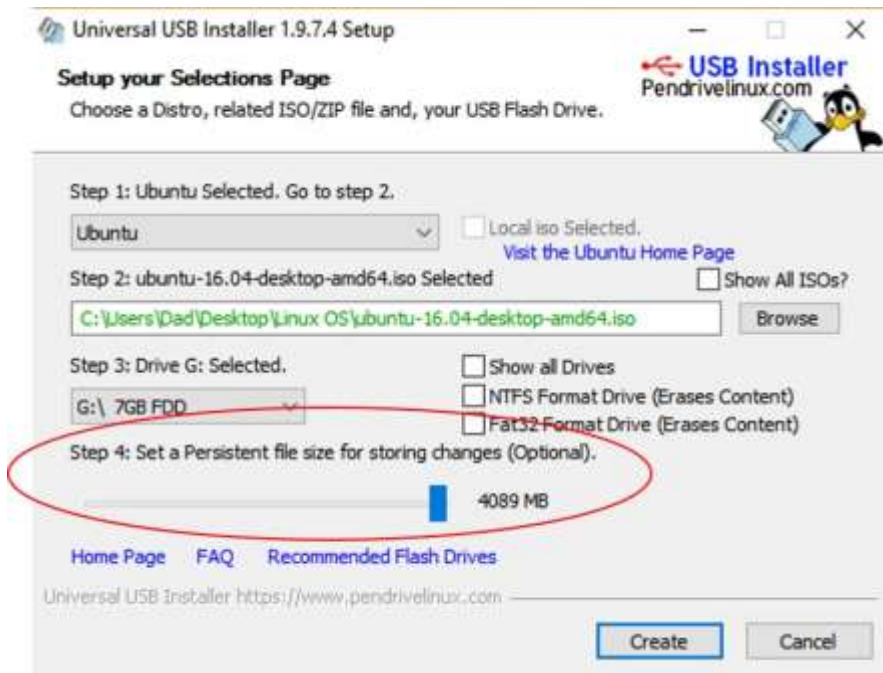 Universal USB Installer 1.9.7.4 Setup
USB Installer
Setup your Selections Page
Pendrivelinux.com
Choose a Distro, related ISO/ZIP file and, your USB Flash Drive.
Step 1: Ubuntu Selected. Go to step 2.
Ubuntu
Local iso Selected.
Visit the Ubuntu Home Page
Step 2: ubuntu-16.04-desktop-amd64.iso Selected
Show All ISOs?
C:\Users\Dad\Desktop\Linux OS\ubuntu-16.04-desktop-amd64.iso
Browse
Step 3: Drive G: Selected.
Show all Drives
G:\ 7GB FDD
NTFS Format Drive (Erases Content)
Fat32 Format Drive (Erases Content)
Step 4: Set a Persistent file size for storing changes (Optional).
4089 MB
Home Page FAQ Recommended Flash Drives
Universal USB Installer https://www.pendrivelinux.com
Create Cancel